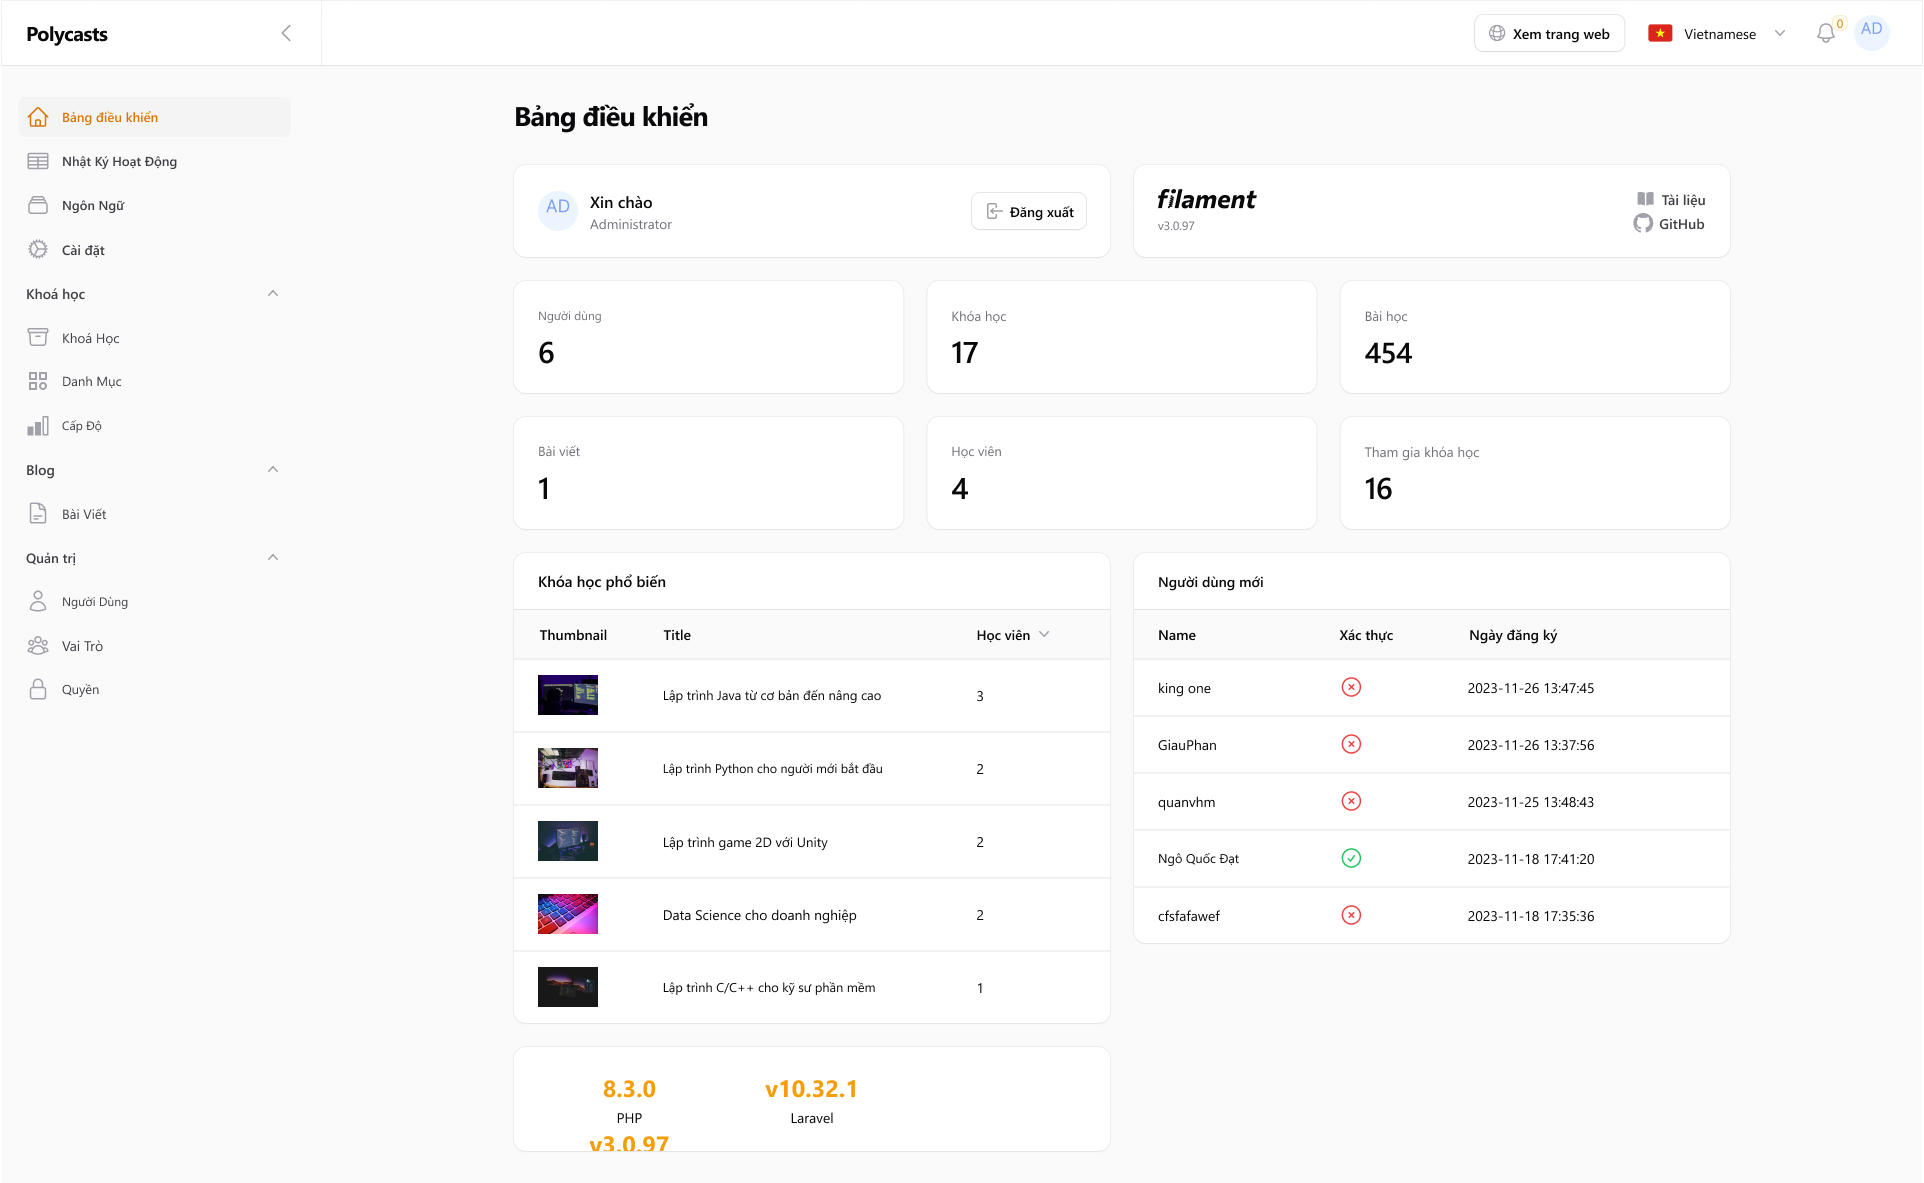 Polycasts
Xem trang web
Vietnamese
0
AD
Bảng điều khiển
Nhật Ký Hoạt Động
Ngôn Ngữ
Cài đặt
Khoá học
Khoá Học
Danh Mục
Cấp Độ
Blog
Bài Viết
Quản trị
Người Dùng
Vai Trò
Quyền
Bảng điều khiển
AD
Xin chào
Administrator
Đăng xuất
filament
v3.0.97
Tài liệu
GitHub
Người dùng
6
Khóa học
17
Bài học
454
Bài viết
1
Học viên
4
Tham gia khóa học
16
Khóa học phổ biến
Thumbnail Title Học viên
Lập trình Java từ cơ bản đến nâng cao 3
Lập trình Python cho người mới bắt đầu 2
Lập trình game 2D với Unity 2
Data Science cho doanh nghiệp 2
Lập trình C/C++ cho kỹ sư phần mềm 1
Người dùng mới
Name Xác thực Ngày đăng ký
king one 2023-11-26 13:47:45
GiauPhan 2023-11-26 13:37:56
quanvhm 2023-11-25 13:48:43
Ngô Quốc Đạt 2023-11-18 17:41:20
cfsfafawef 2023-11-18 17:35:36
8.3.0
PHP
v10.32.1
Laravel
v3.0.97